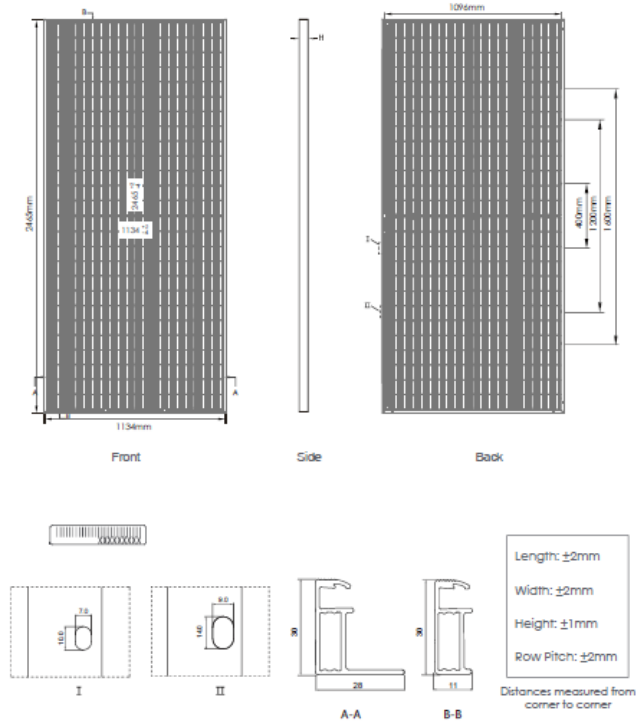 B
1096mm
H
2465mm
2465
1134
400mm
1200mm
1600mm
I
II
A
A
1134mm
Front
Side
Back
7.0
10.0
9.0
14.0
30
30
28
11
I
II
A-A
B-B
Length: ±2mm
Width: ±2mm
Height: ±1mm
Row Pitch: ±2mm
Distances measured from
corner to corner